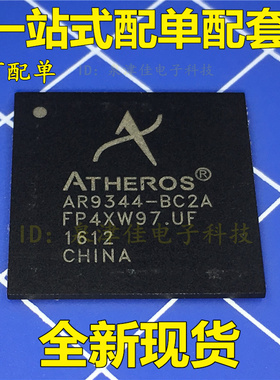 一站式配单配套
配单
ATHEROS®
AR9344-BC2A
FP4XW97.UF
1612
CHINA
全新现货